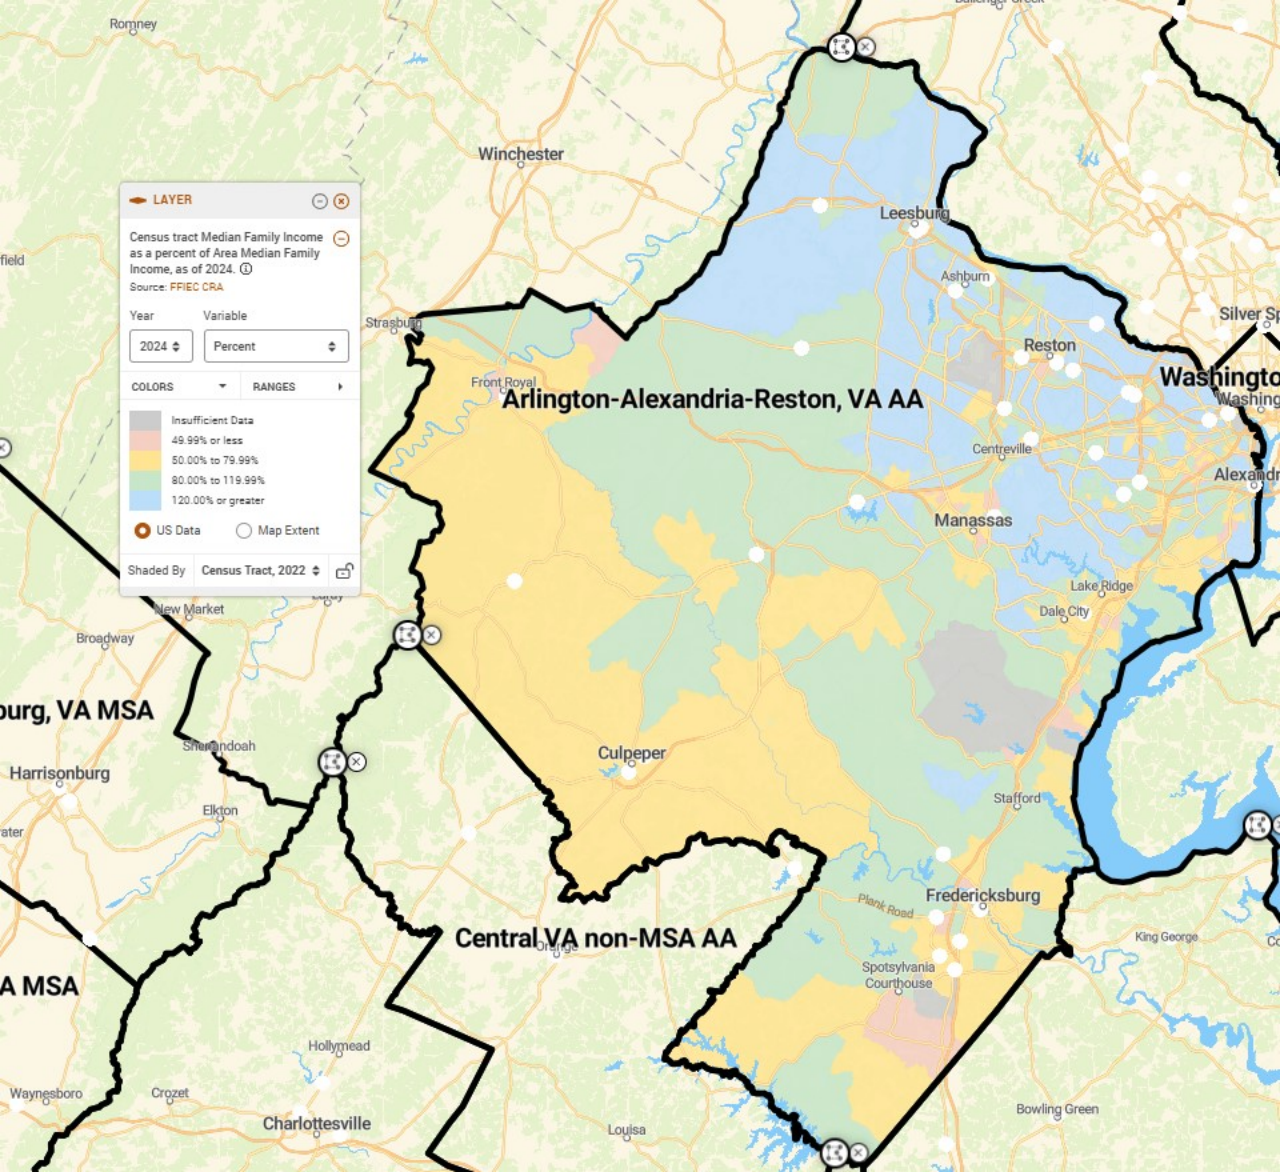 Romney
Winchester
Leesburg
Ashburn
Silver Sp
Reston
Strasburg
Front Royal
Washingto
Washing
Arlington-Alexandria-Reston, VA AA
Centreville
Alexandr
Manassas
Lake Ridge
Dale City
field
LAYER
Census tract Median Family Income
as a percent of Area Median Family
Income, as of 2024.
Source: FFIEC CRA
Year
Variable
2024
Percent
COLORS
RANGES
Insufficient Data
49.99% or less
50.00% to 79.99%
80.00% to 119.99%
120.00% or greater
US Data
Map Extent
Shaded By
Census Tract, 2022
New Market
Broadway
burg, VA MSA
Shenandoah
Harrisonburg
Elkton
ater
Culpeper
Stafford
Fredericksburg
Plank Road
Central VA non-MSA AA
Orange
King George
Co
Spotsylvania
Courthouse
A MSA
Hollymead
Waynesboro
Crozet
Charlottesville
Louisa
Bowling Green